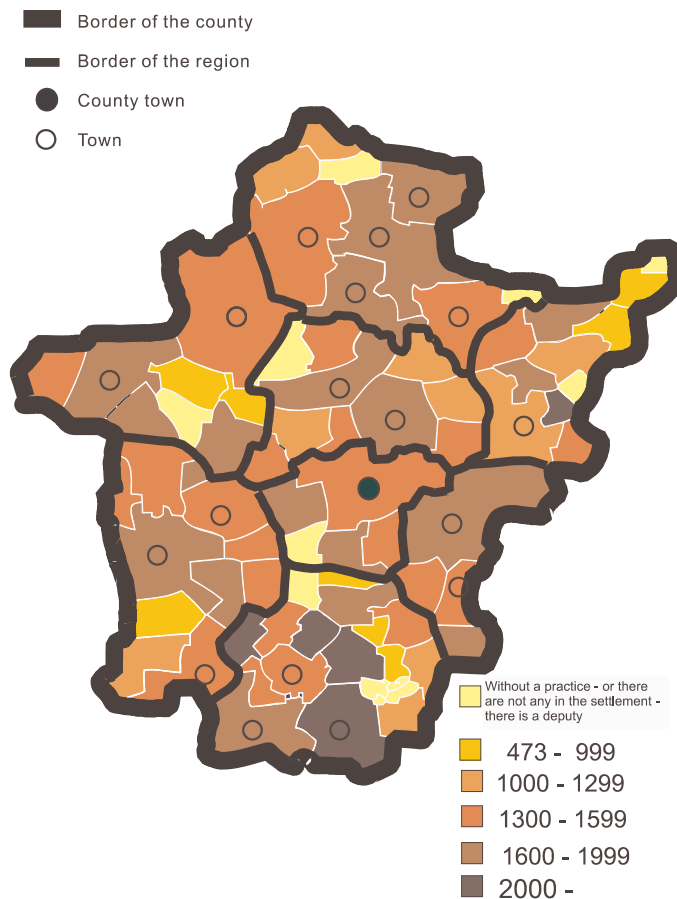 Border of the county
Border of the region
County town
Town
Without a practice - or there
are not any in the settlement -
there is a deputy
473 - 999
1000 - 1299
1300 - 1599
1600 - 1999
2000 -